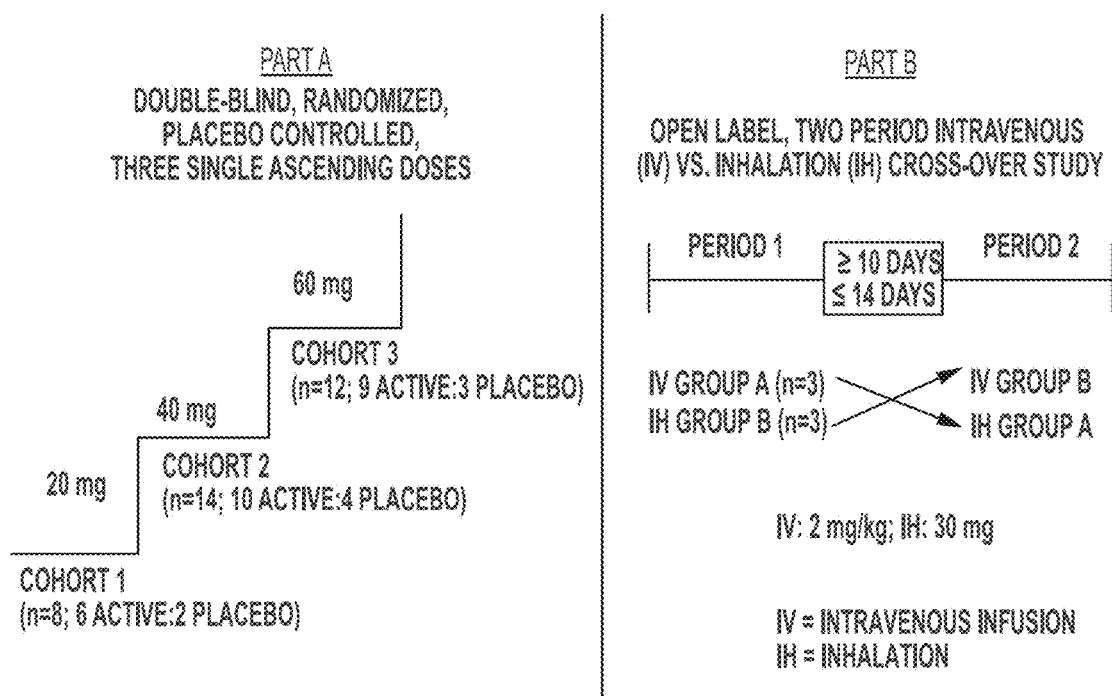 PART A
DOUBLE-BLIND, RANDOMIZED,
PLACEBO CONTROLLED,
THREE SINGLE ASCENDING DOSES
60 mg
COHORT 3
(n=12; 9 ACTIVE:3 PLACEBO)
40 mg
COHORT 2
(n=14; 10 ACTIVE:4 PLACEBO)
20 mg
COHORT 1
(n=8; 6 ACTIVE:2 PLACEBO)
PART B
OPEN LABEL, TWO PERIOD INTRAVENOUS
(IV) VS. INHALATION (IH) CROSS-OVER STUDY
PERIOD 1
≥ 10 DAYS
≤ 14 DAYS
PERIOD 2
IV GROUP A (n=3)
IH GROUP B (n=3)
IV GROUP B
IH GROUP A
IV: 2 mg/kg; IH: 30 mg
IV = INTRAVENOUS INFUSION
IH = INHALATION